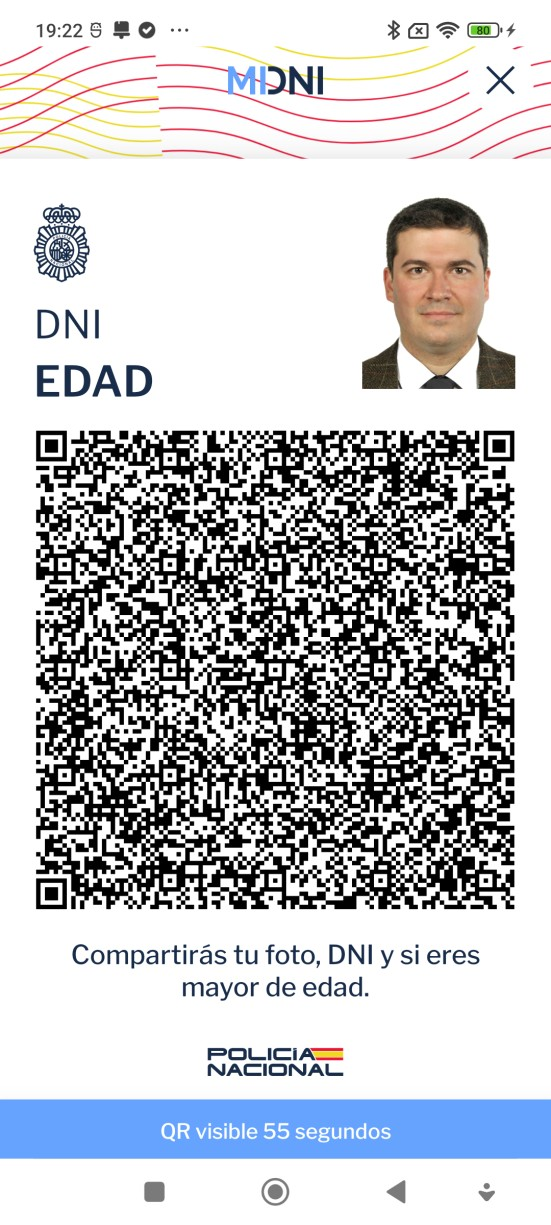 19:22
80
MIDNI
DNI
EDAD
Compartirás tu foto, DNI y si eres
mayor de edad.
POLICÍA
NACIONAL
QR visible 55 segundos